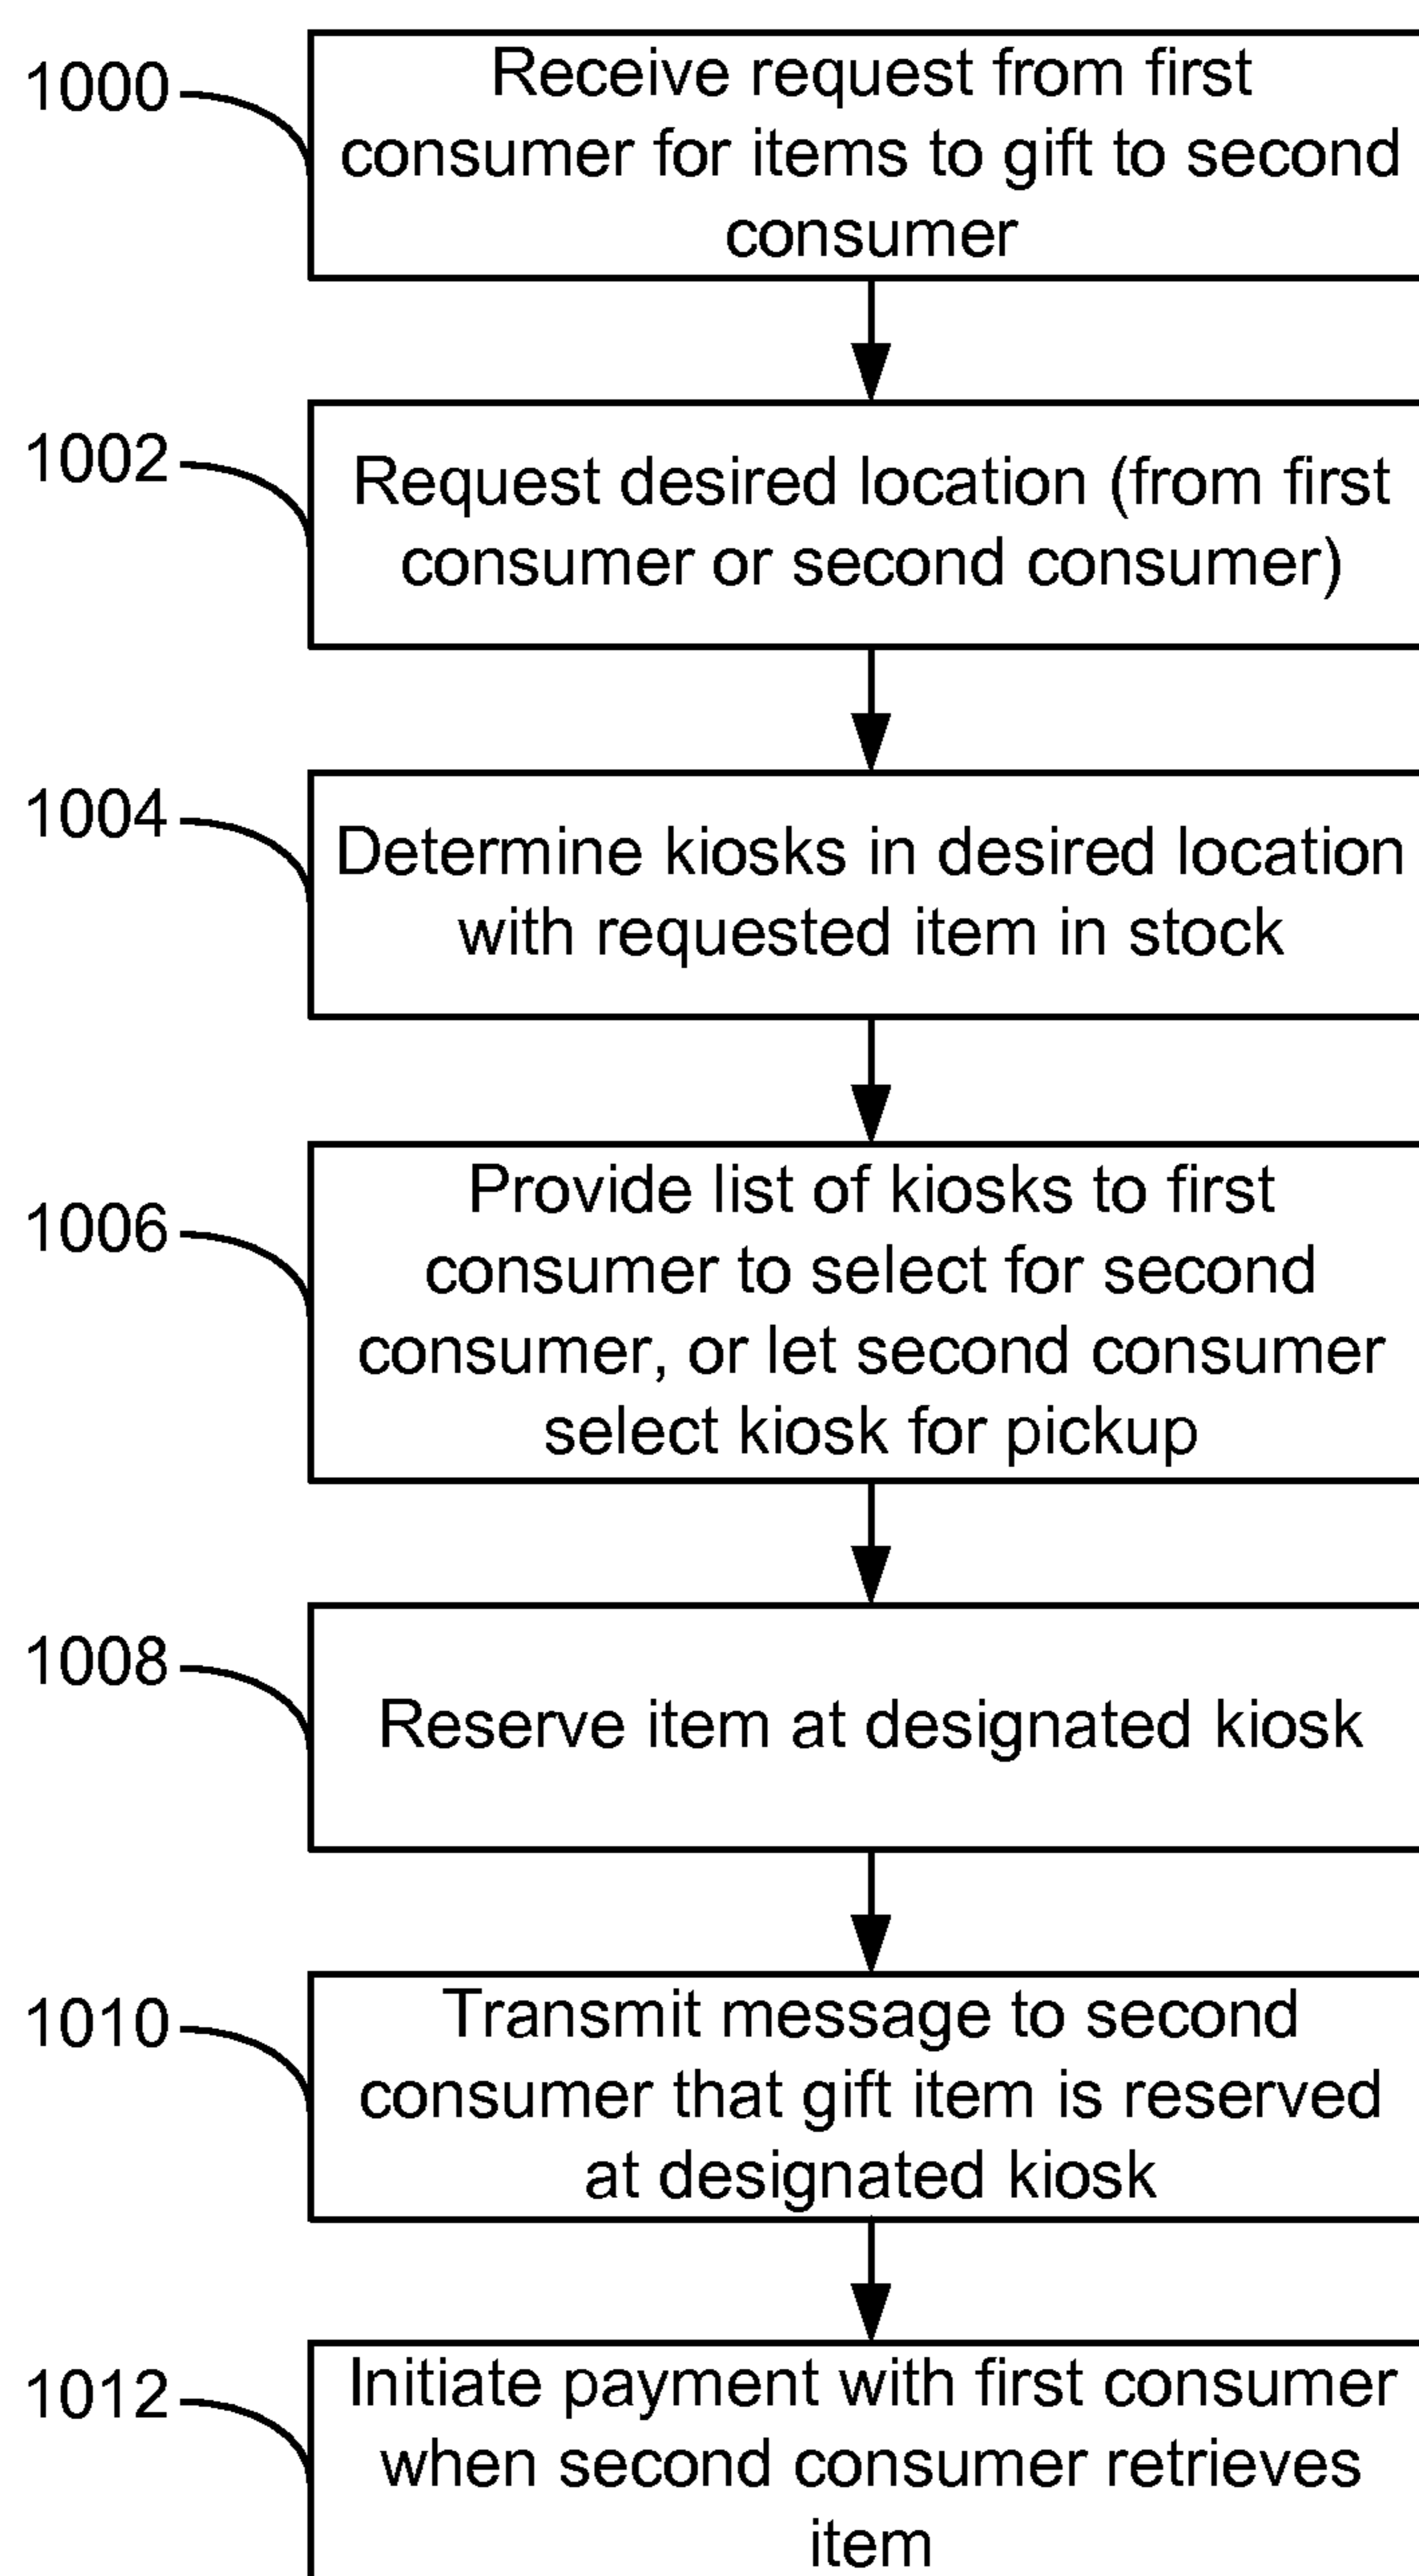 1000
Receive request from first
consumer for items to gift to second
consumer
1002
Request desired location (from first
consumer or second consumer)
1004
Determine kiosks in desired location
with requested item in stock
1006
Provide list of kiosks to first
consumer to select for second
consumer, or let second consumer
select kiosk for pickup
1008
Reserve item at designated kiosk
1010
Transmit message to second
consumer that gift item is reserved
at designated kiosk
1012
Initiate payment with first consumer
when second consumer retrieves
item